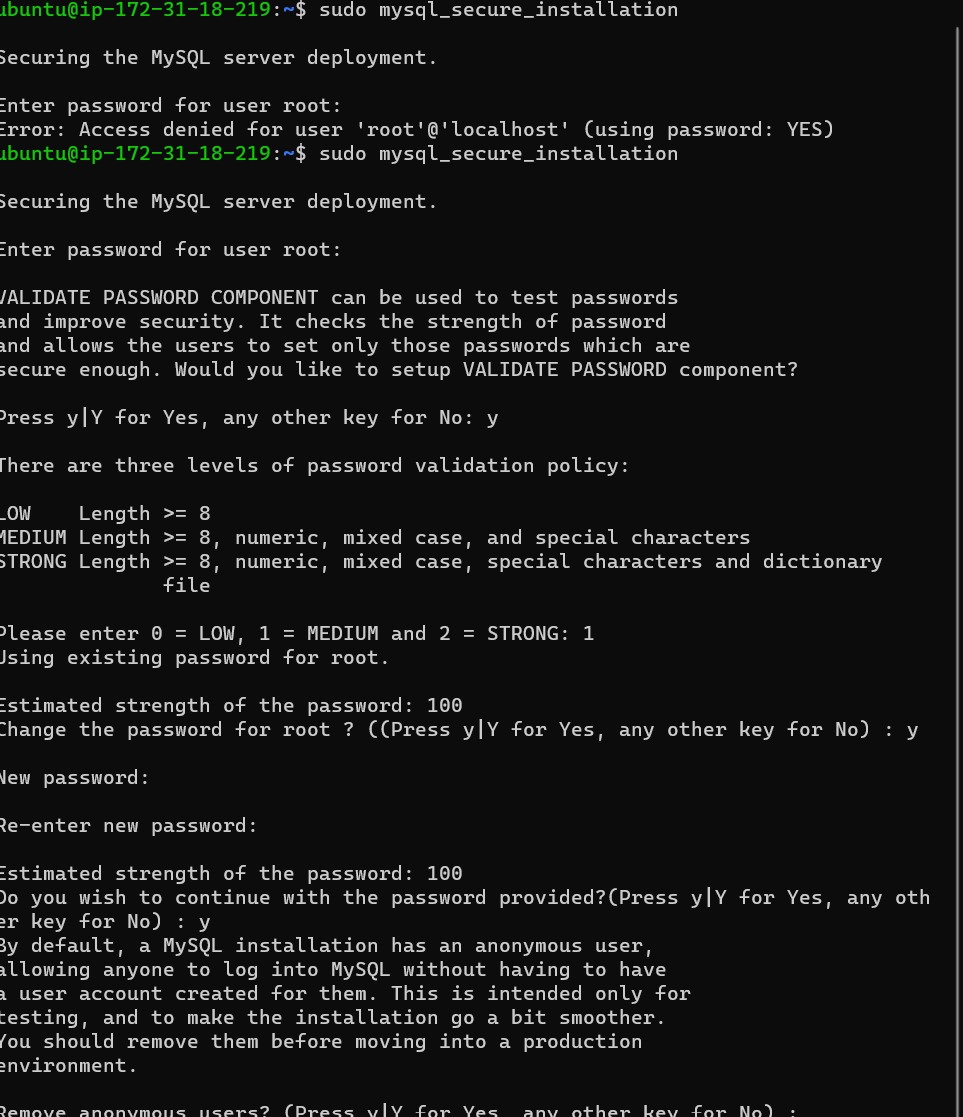 ubuntu@ip-172-31-18-219:~$ sudo mysql_secure_installation
Securing the MySQL server deployment.
Enter password for user root:
Error: Access denied for user 'root'@'localhost' (using password: YES)
ubuntu@ip-172-31-18-219:~$ sudo mysql_secure_installation
Securing the MySQL server deployment.
Enter password for user root:
VALIDATE PASSWORD COMPONENT can be used to test passwords
and improve security. It checks the strength of password
and allows the users to set only those passwords which are
secure enough. Would you like to setup VALIDATE PASSWORD component?
Press y|Y for Yes, any other key for No: y
There are three levels of password validation policy:
LOW    Length >= 8
MEDIUM Length >= 8, numeric, mixed case, and special characters
STRONG Length >= 8, numeric, mixed case, special characters and dictionary
file
Please enter 0 = LOW, 1 = MEDIUM and 2 = STRONG: 1
Using existing password for root.
Estimated strength of the password: 100
Change the password for root ? ((Press y|Y for Yes, any other key for No) : y
New password:
Re-enter new password:
Estimated strength of the password: 100
Do you wish to continue with the password provided?(Press y|Y for Yes, any oth
er key for No) : y
By default, a MySQL installation has an anonymous user,
allowing anyone to log into MySQL without having to have
a user account created for them. This is intended only for
testing, and to make the installation go a bit smoother.
You should remove them before moving into a production
environment.
Remove anonymous users? (Press y|Y for Yes, any other key for No) :